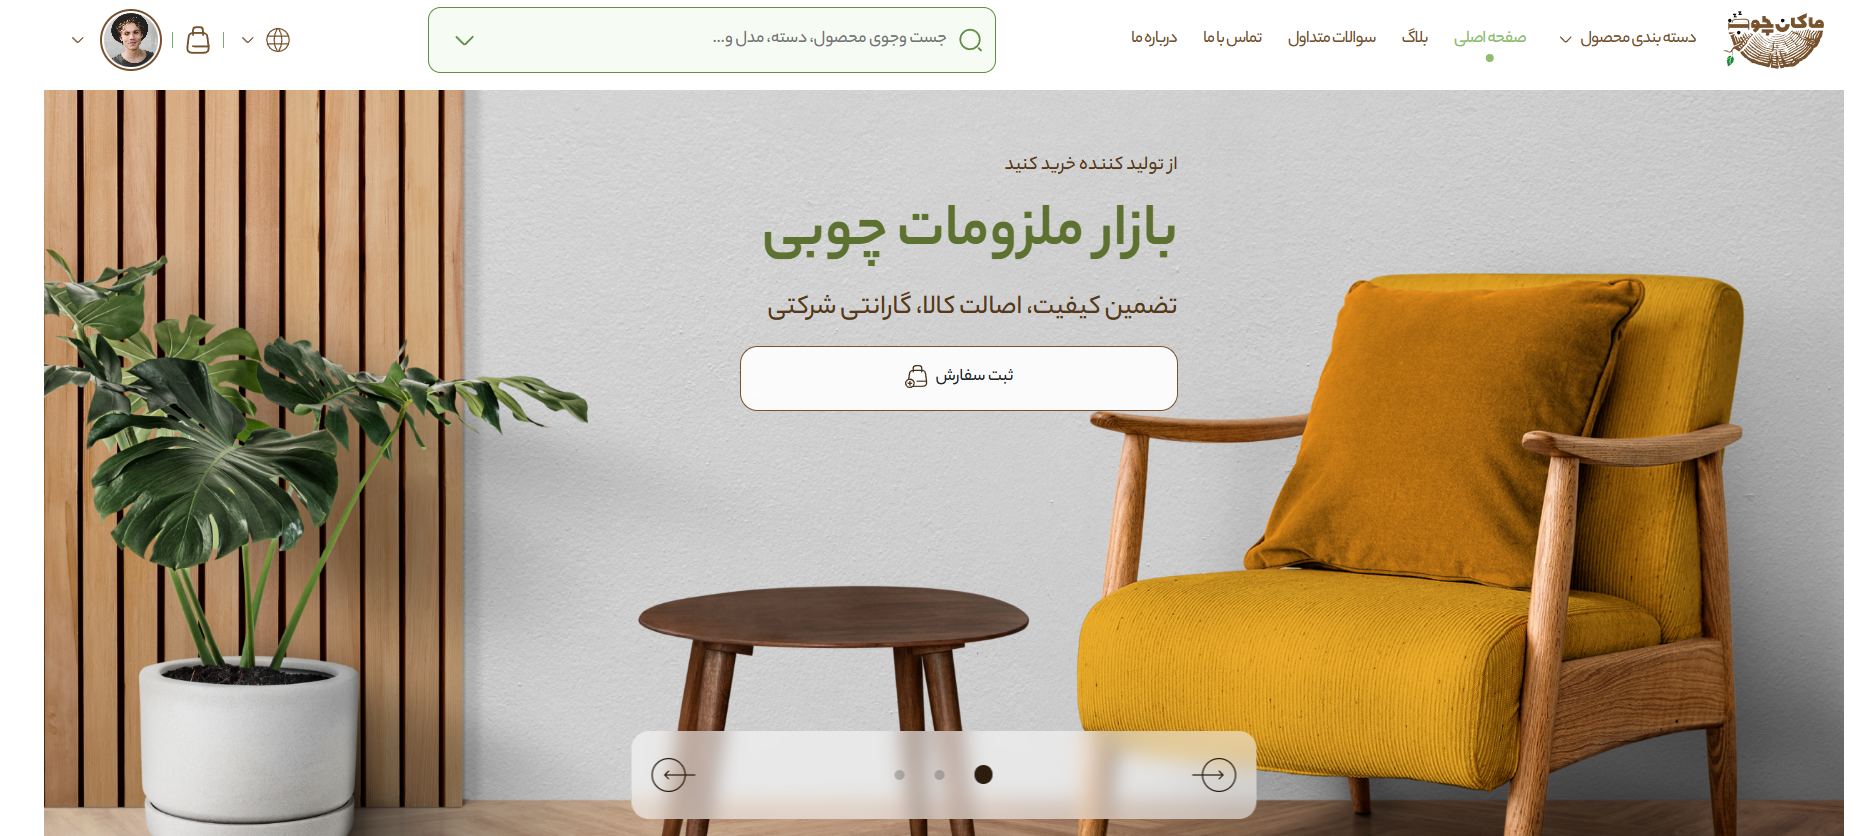 ماکان چوب
دسته بندی محصول
صفحه اصلی
بلاگ
سوالات متداول
تماس با ما
درباره ما
جست وجوی محصول، دسته، مدل و...
از تولید کننده خرید کنید
بازار ملزومات چوبی
تضمین کیفیت، اصالت کالا، گارانتی شرکتی
ثبت سفارش